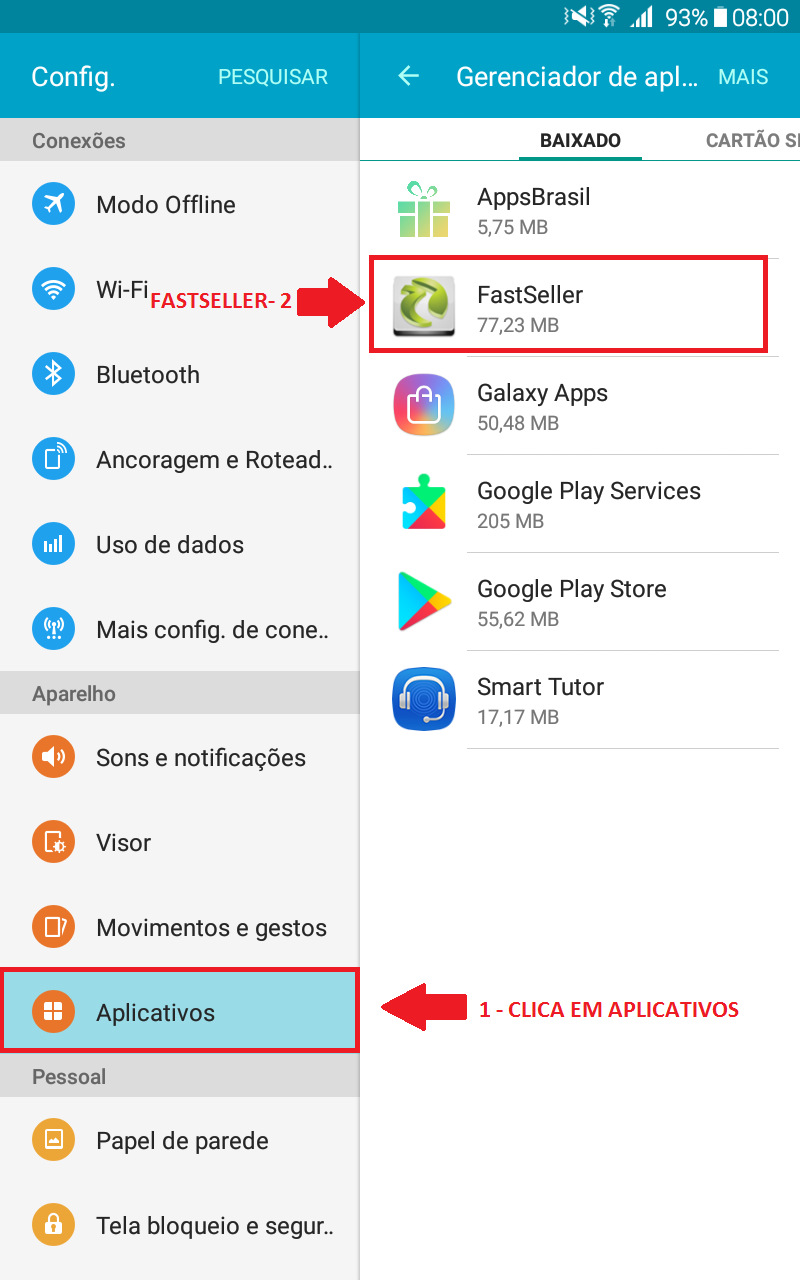 93% 08:00
Config.
PESQUISAR
Gerenciador de apl...
MAIS
Conexões
BAIXADO
CARTÃO SI
Modo Offline
AppsBrasil
5,75 MB
Wi-Fi
FASTSELLER- 2
FastSeller
77,23 MB
Bluetooth
Galaxy Apps
50,48 MB
Ancoragem e Rotead..
Google Play Services
205 MB
Uso de dados
Google Play Store
55,62 MB
Mais config. de cone..
Aparelho
Smart Tutor
17,17 MB
Sons e notificações
Visor
Movimentos e gestos
Aplicativos
1 - CLICA EM APLICATIVOS
Pessoal
Papel de parede
Tela bloqueio e segur..